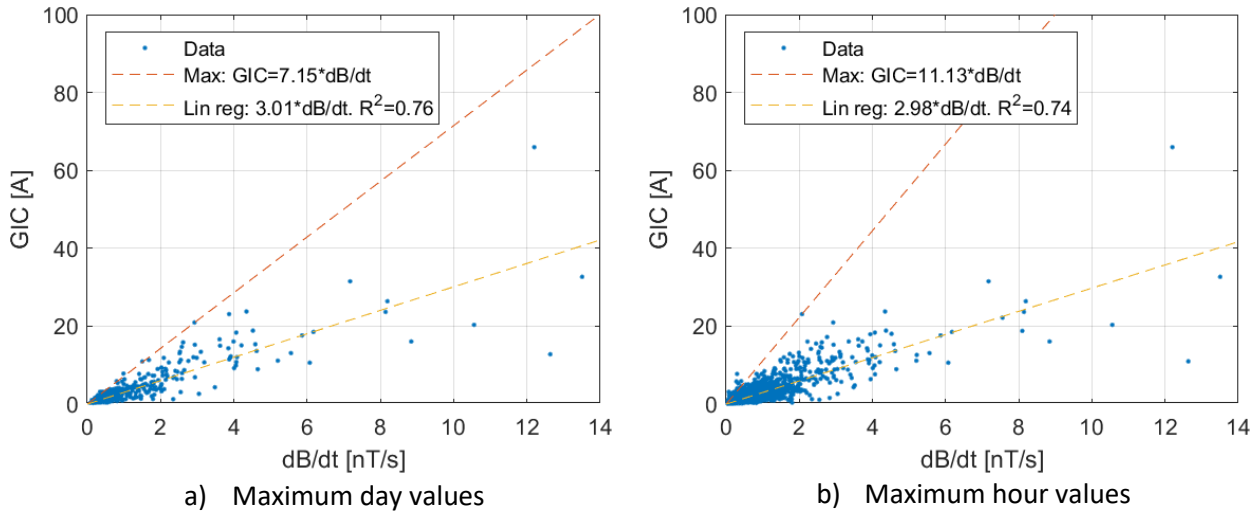 100
80
60
40
20
0
GIC [A]
Data
Max: GIC=7.15*dB/dt
Lin reg: 3.01*dB/dt. R²=0.76
0 2 4 6 8 10 12 14
dB/dt [nT/s]
a) Maximum day values
100
80
60
40
20
0
GIC [A]
Data
Max: GIC=11.13*dB/dt
Lin reg: 2.98*dB/dt. R²=0.74
0 2 4 6 8 10 12 14
dB/dt [nT/s]
b) Maximum hour values